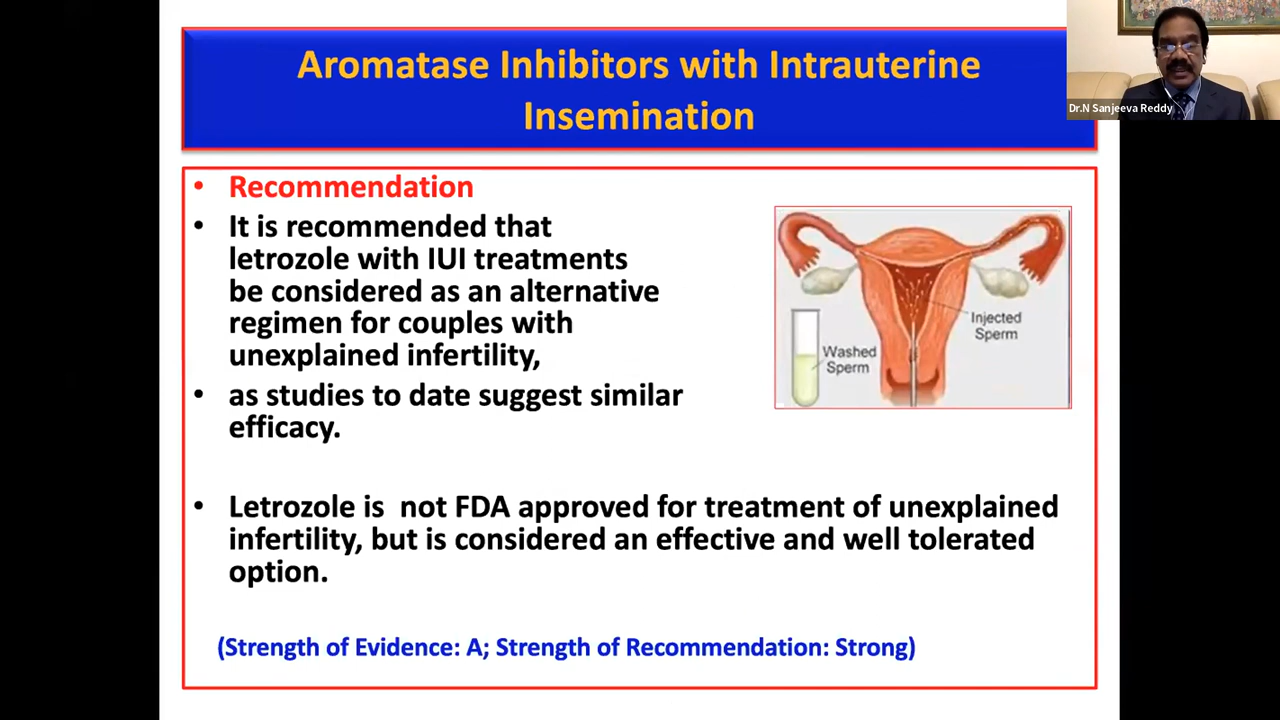 Aromatase Inhibitors with Intrauterine
Insemination
Dr.N Sanjeeva Reddy
• Recommendation
• It is recommended that
letrozole with IUI treatments
be considered as an alternative
regimen for couples with
unexplained infertility,
• as studies to date suggest similar
efficacy.
Injected
Sperm
Washed
Sperm
• Letrozole is not FDA approved for treatment of unexplained
infertility, but is considered an effective and well tolerated
option.
(Strength of Evidence: A; Strength of Recommendation: Strong)